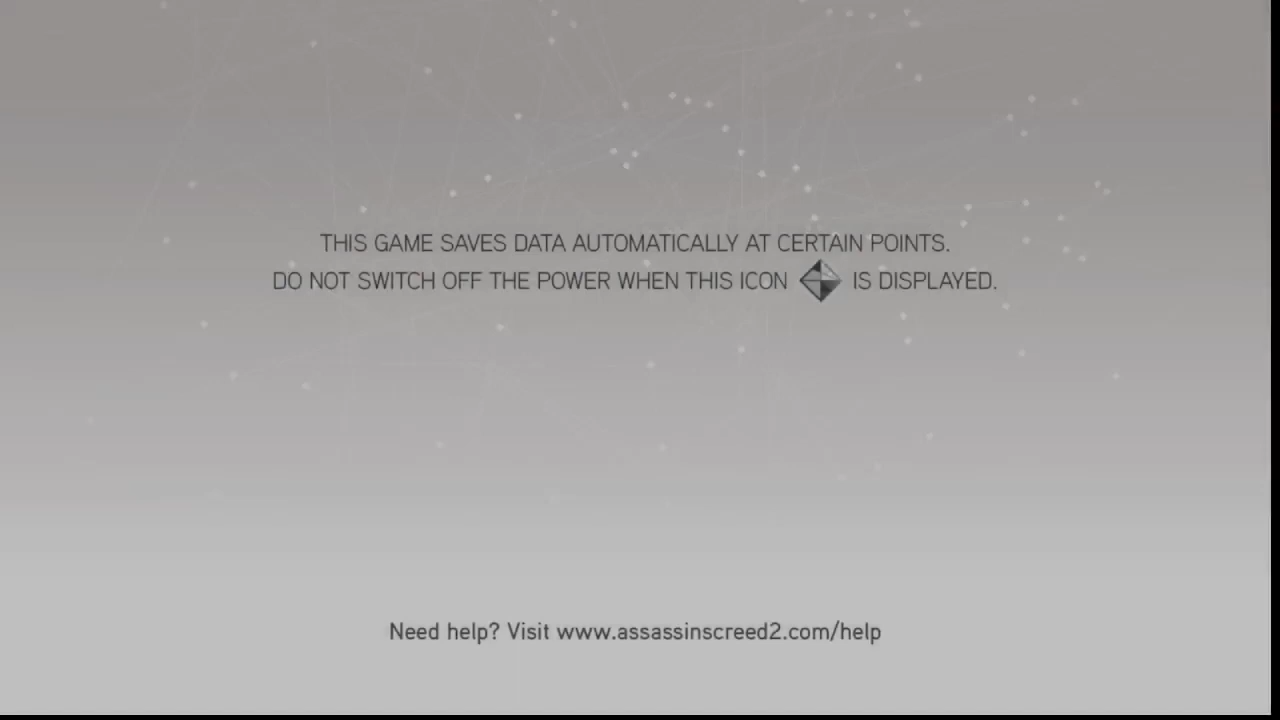 THIS GAME SAVES DATA AUTOMATICALLY AT CERTAIN POINTS.
DO NOT SWITCH OFF THE POWER WHEN THIS ICON IS DISPLAYED.
Need help? Visit www.assassinscreed2.com/help